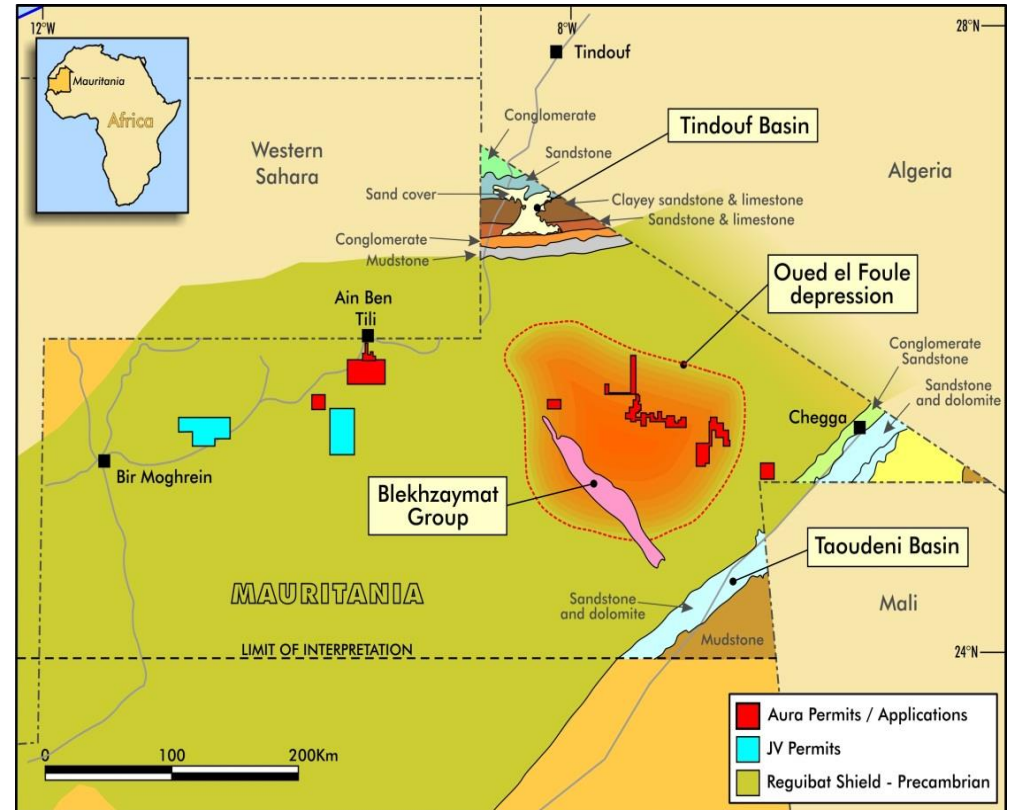 12°W
8°W
28°N
Mauritania
Africa
Tindouf
Conglomerate
Tindouf Basin
Western
Sahara
Sandstone
Algeria
Sand cover
Clayey sandstone & limestone
Sandstone & limestone
Conglomerate
Mudstone
Oued el Foule
depression
Ain Ben
Tili
Conglomerate
Sandstone
Sandstone
and dolomite
Chegga
Bir Moghrein
Blekhzaymat
Group
Taoudeni Basin
MAURITANIA
Sandstone
and dolomite
Mali
Mudstone
LIMIT OF INTERPRETATION
24°N
Aura Permits / Applications
JV Permits
Reguibat Shield - Precambrian
0 100 200Km